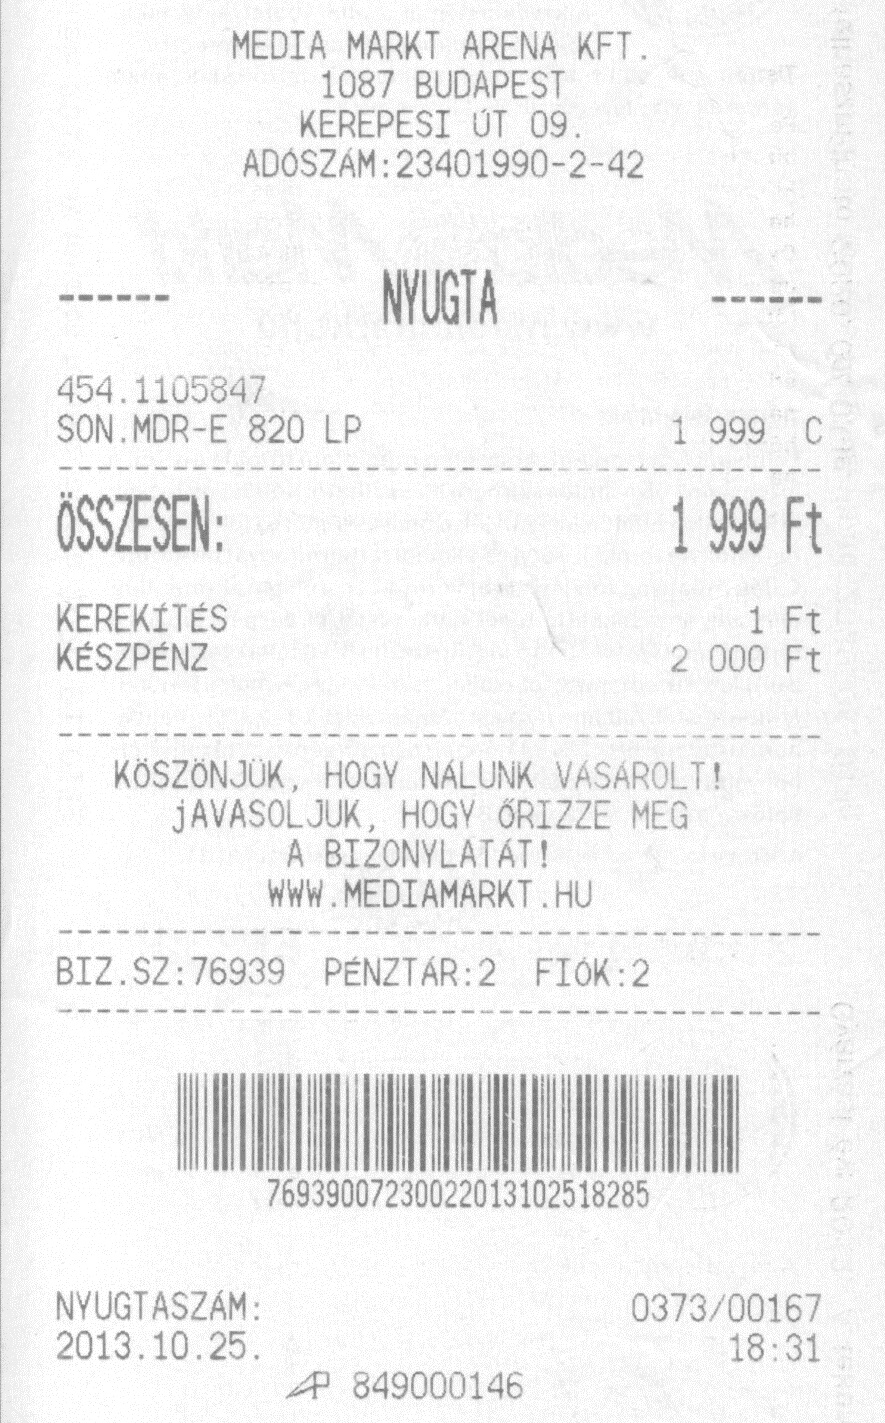 MEDIA MARKT ARENA KFT.
1087 BUDAPEST
KEREPESI ÚT 09.
ADÓSZÁM:23401990-2-42
------ NYUGTA ------
454.1105847
SON.MDR-E 820 LP 1 999 C
ÖSSZESEN: 1 999 Ft
KEREKÍTÉS 1 Ft
KÉSZPÉNZ 2 000 Ft
KÖSZÖNJÜK, HOGY NÁLUNK VÁSÁROLT!
jAVASOLJUK, HOGY ŐRIZZE MEG
A BIZONYLATÁT!
WWW.MEDIAMARKT.HU
BIZ.SZ:76939 PÉNZTÁR:2 FIÓK:2
7693900723002201310251828​5
NYUGTASZÁM: 0373/00167
2013.10.25. 18:31
AP 849000146